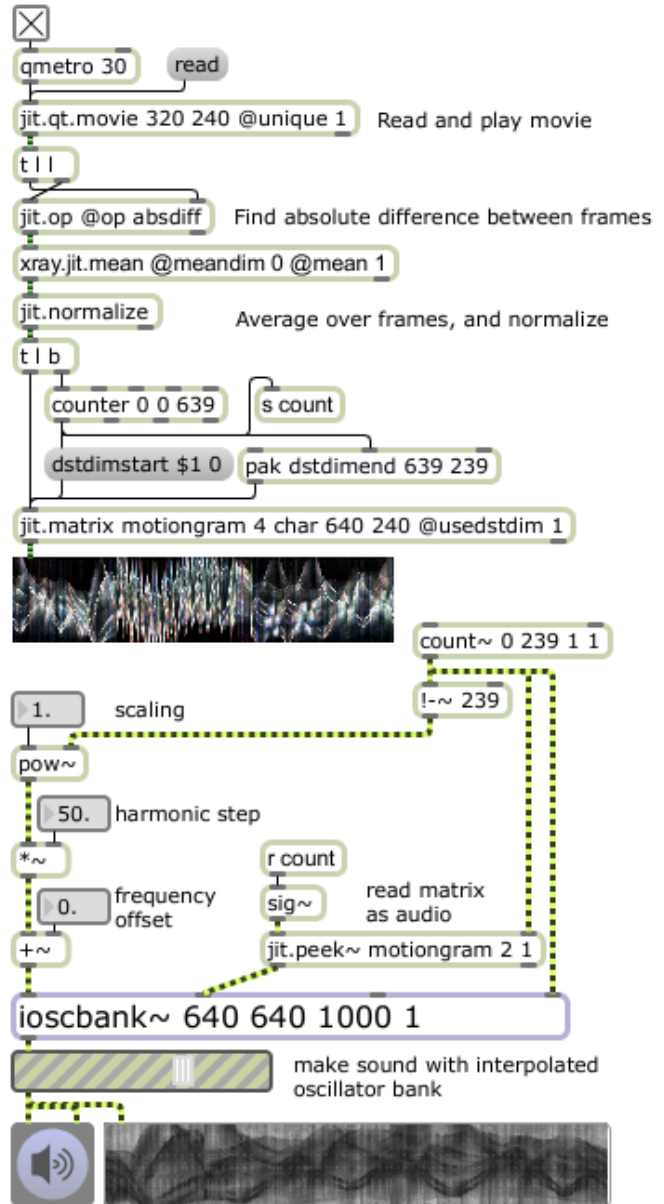 qmetro 30
read
jit.qt.movie 320 240 @unique 1
Read and play movie
t l l
jit.op @op absdiff
Find absolute difference between frames
xray.jit.mean @meandim 0 @mean 1
jit.normalize
Average over frames, and normalize
t l b
counter 0 0 639
s count
dstdimstart $1 0
pak dstdimend 639 239
jit.matrix motiongram 4 char 640 240 @usedstdim 1
count~ 0 239 1 1
!-~ 239
1.
scaling
pow~
50.
harmonic step
*~
r count
0.
frequency
offset
sig~
read matrix
as audio
+~
jit.peek~ motiongram 2 1
ioscbank~ 640 640 1000 1
make sound with interpolated
oscillator bank